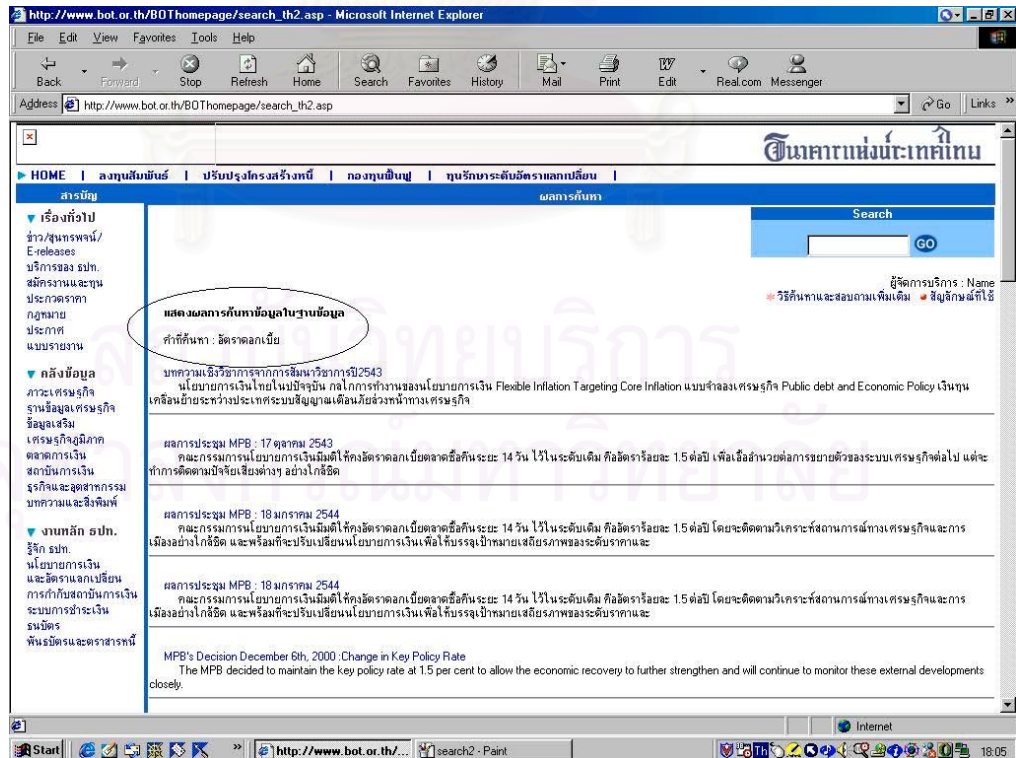 http://www.bot.or.th/BOThomepage/search_th2.asp - Microsoft Internet Explorer
File Edit View Favorites Tools Help
Back Forward Stop Refresh Home Search Favorites History Mail Print Edit Real.com Messenger
Address http://www.bot.or.th/BOThomepage/search_th2.asp Go Links »
ธนาคารแห่งประเทศไทย
HOME | ลงทุนสัมพันธ์ | ปรับปรุงโครงสร้างหนี้ | กองทุนฟื้นฟู | ทุนรักษาระดับอัตราแลกเปลี่ยน |
สารบัญ
ผลการค้นหา
เรื่องทั่วไป
ข่าว/สุนทรพจน์/
E-releases
บริการของ ธปท.
สมัครงานและทุน
ประกวดราคา
กฎหมาย
ประกาศ
แบบรายงาน
คลังข้อมูล
ภาวะเศรษฐกิจ
ฐานข้อมูลเศรษฐกิจ
ข้อมูลเสริม
เศรษฐกิจภูมิภาค
ตลาดการเงิน
สถาบันการเงิน
ธุรกิจและอุตสาหกรรม
บทความและสิ่งพิมพ์
งานหลัก ธปท.
รู้จัก ธปท.
นโยบายการเงิน
และอัตราแลกเปลี่ยน
การกำกับสถาบันการเงิน
ระบบการชำระเงิน
ธนบัตร
พันธบัตรและตราสารหนี้
Search
GO
ผู้จัดการบริการ : Name
วิธีค้นหาและสอบถามเพิ่มเติม สัญลักษณ์ที่ใช้
แสดงผลการค้นหาข้อมูลในฐานข้อมูล
คำที่ค้นหา : อัตราดอกเบี้ย
บทความเชิงวิชาการจากการสัมมนาวิชาการปี2543
นโยบายการเงินไทยในปัจจุบัน กลไกการทำงานของนโยบายการเงิน Flexible Inflation Targeting Core Inflation แบบจำลองเศรษฐกิจ Public debt and Economic Policy เงินทุน
เคลื่อนย้ายระหว่างประเทศระบบสัญญาณเตือนภัยล่วงหน้าทางเศรษฐกิจ
ผลการประชุม MPB : 17 ตุลาคม 2543
คณะกรรมการนโยบายการเงินมีมติให้คงอัตราดอกเบี้ยตลาดซื้อคืนระยะ 14 วัน ไว้ในระดับเดิม คืออัตราร้อยละ 1.5 ต่อปี เพื่อเอื้ออำนวยต่อการขยายตัวของระบบเศรษฐกิจต่อไป แต่จะ
ทำการติดตามปัจจัยเสี่ยงต่างๆ อย่างใกล้ชิด
ผลการประชุม MPB : 18 มกราคม 2544
คณะกรรมการนโยบายการเงินมีมติให้คงอัตราดอกเบี้ยตลาดซื้อคืนระยะ 14 วัน ไว้ในระดับเดิม คืออัตราร้อยละ 1.5 ต่อปี โดยจะติดตามวิเคราะห์สถานการณ์ทางเศรษฐกิจและการ
เมืองอย่างใกล้ชิด และพร้อมที่จะปรับเปลี่ยนนโยบายการเงินเพื่อให้บรรลุเป้าหมายเสถียรภาพของระดับราคาและ
ผลการประชุม MPB : 18 มกราคม 2544
คณะกรรมการนโยบายการเงินมีมติให้คงอัตราดอกเบี้ยตลาดซื้อคืนระยะ 14 วัน ไว้ในระดับเดิม คืออัตราร้อยละ 1.5 ต่อปี โดยจะติดตามวิเคราะห์สถานการณ์ทางเศรษฐกิจและการ
เมืองอย่างใกล้ชิด และพร้อมที่จะปรับเปลี่ยนนโยบายการเงินเพื่อให้บรรลุเป้าหมายเสถียรภาพของระดับราคาและ
MPB's Decision December 6th, 2000 :Change in Key Policy Rate
The MPB decided to maintain the key policy rate at 1.5 per cent to allow the economic recovery to further strengthen and will continue to monitor these external developments
closely.
Internet
Start » http://www.bot.or.th/... search2 - Paint Th 18:05